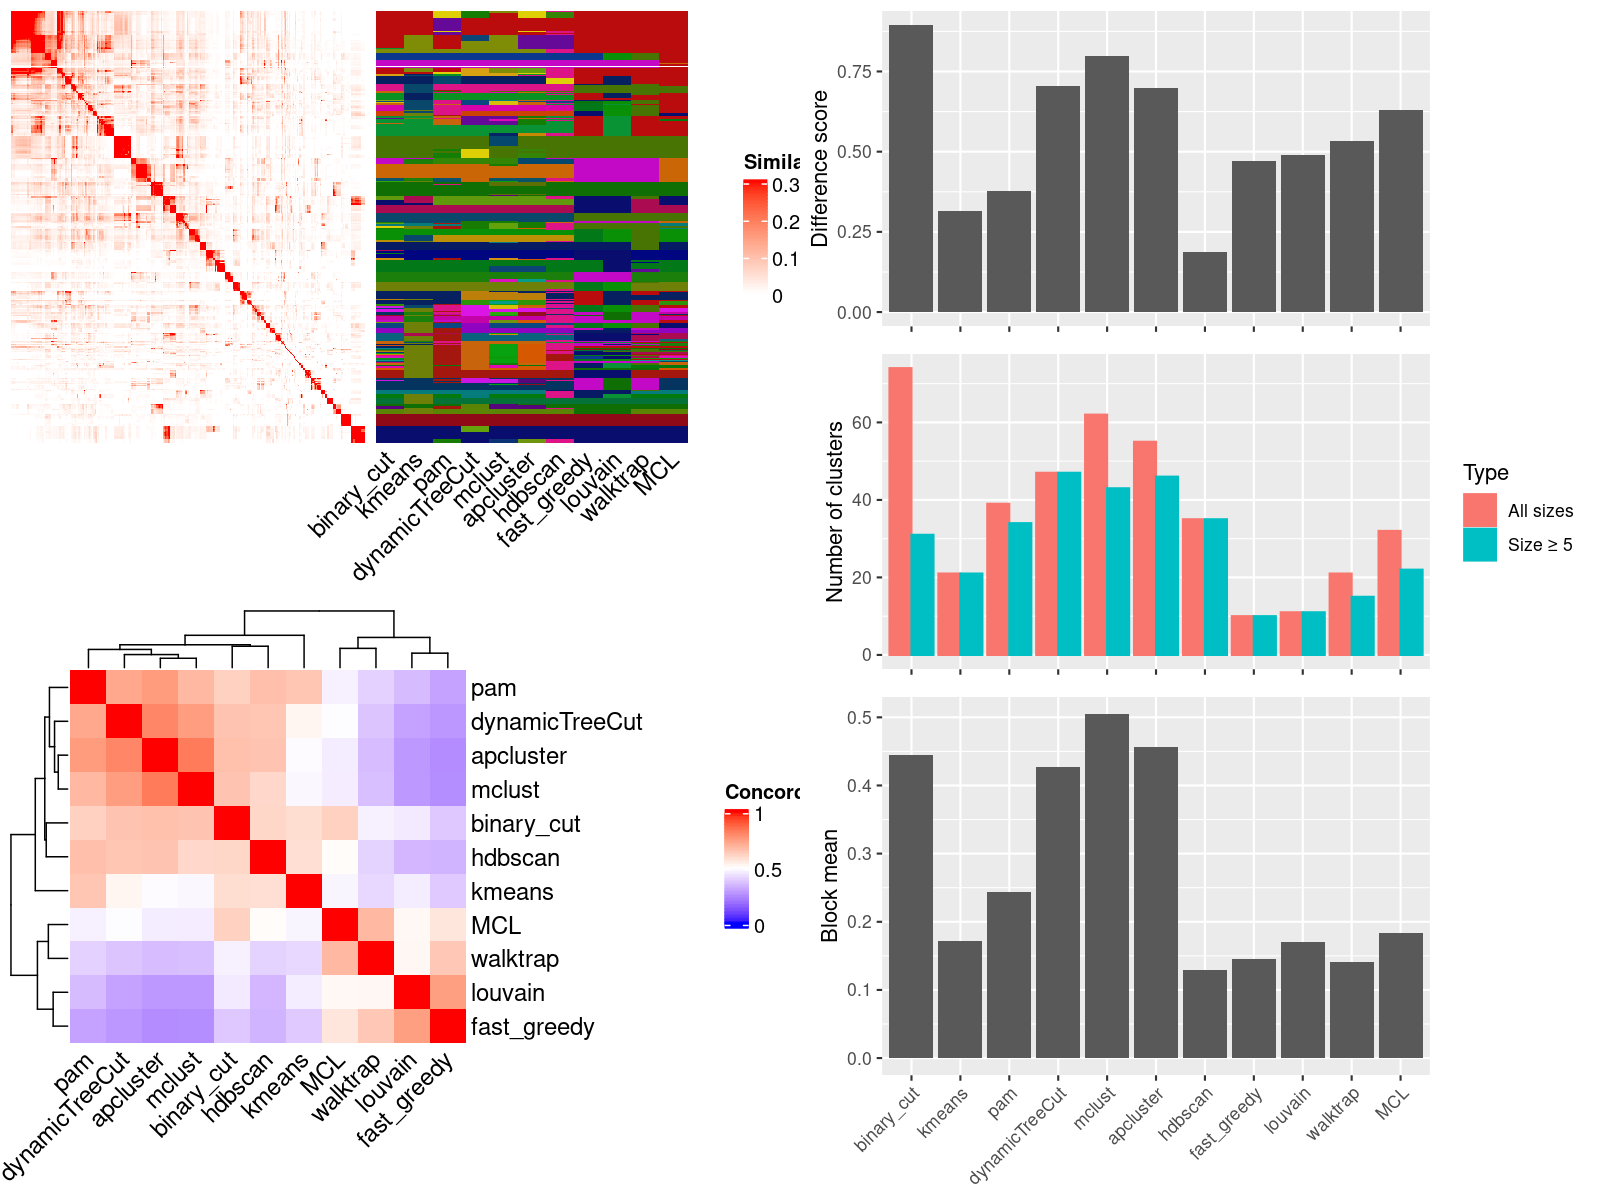 Simila
0.3
0.2
0.1
0
binary_cut
kmeans
pam
dynamicTreeCut
mclust
apcluster
hdbscan
fast_greedy
louvain
walktrap
MCL
Difference score
0.75
0.50
0.25
0.00
Number of clusters
60
40
20
0
Type
All sizes
Size ≥ 5
pam
dynamicTreeCut
apcluster
mclust
binary_cut
hdbscan
kmeans
MCL
walktrap
louvain
fast_greedy
pam
dynamicTreeCut
apcluster
mclust
binary_cut
hdbscan
kmeans
MCL
walktrap
louvain
fast_greedy
Concord
1
0.5
0
Block mean
0.5
0.4
0.3
0.2
0.1
0.0
binary_cut
kmeans
pam
dynamicTreeCut
mclust
apcluster
hdbscan
fast_greedy
louvain
walktrap
MCL